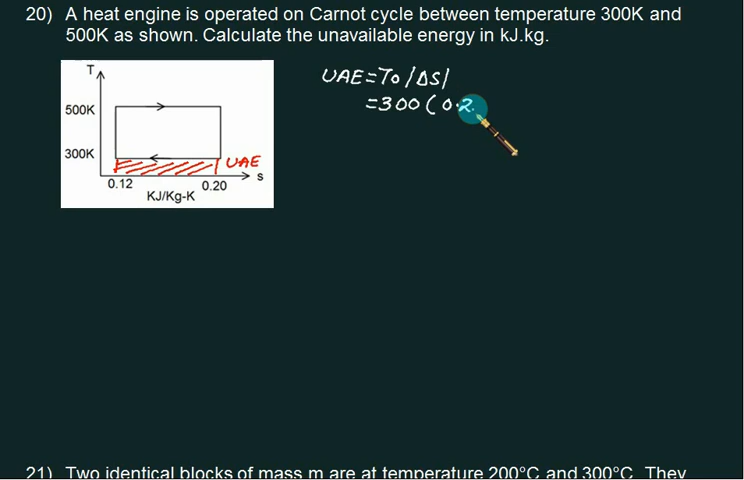 20) A heat engine is operated on Carnot cycle between temperature 300K and
500K as shown. Calculate the unavailable energy in kJ.kg.
T
500K
300K
UAE
s
0.12
0.20
KJ/Kg-K
UAE=T0|ΔS|
=300(0.2
21) Two identical blocks of mass m are at temperature 200°C and 300°C. They